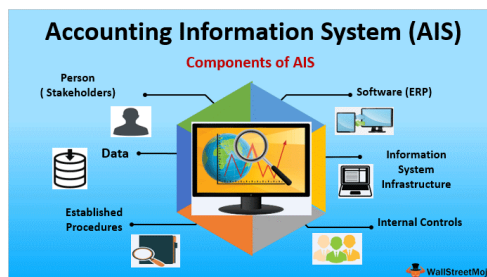 Accounting Information System (AIS)
Components of AIS
Person
( Stakeholders)
Data
Established
Procedures
Software (ERP)
Information
System
Infrastructure
Internal Controls
WallStreetMoj